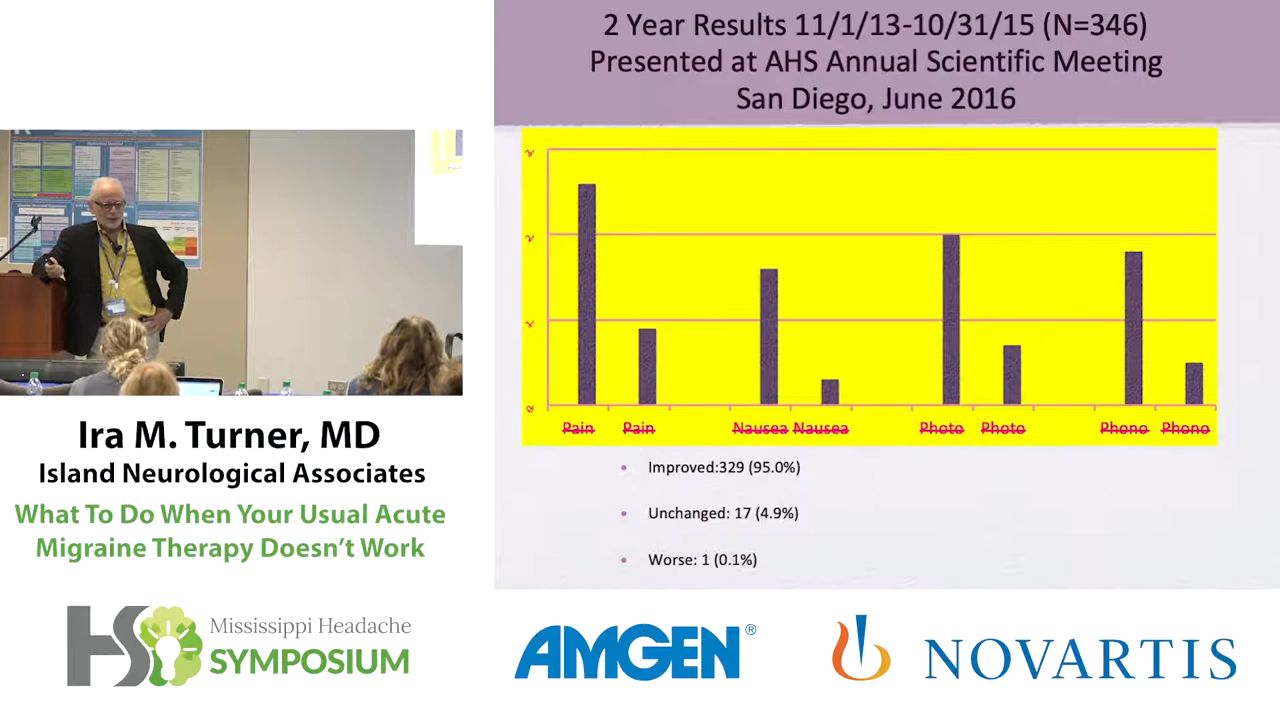 2 Year Results 11/1/13-10/31/15 (N=346)
Presented at AHS Annual Scientific Meeting
San Diego, June 2016
Pain Pain Nausea Nausea Photo Photo Phono Phono
• Improved:329 (95.0%)
• Unchanged: 17 (4.9%)
• Worse: 1 (0.1%)
Ira M. Turner, MD
Island Neurological Associates
What To Do When Your Usual Acute
Migraine Therapy Doesn't Work
HS Mississippi Headache
SYMPOSIUM
AMGEN®
NOVARTIS